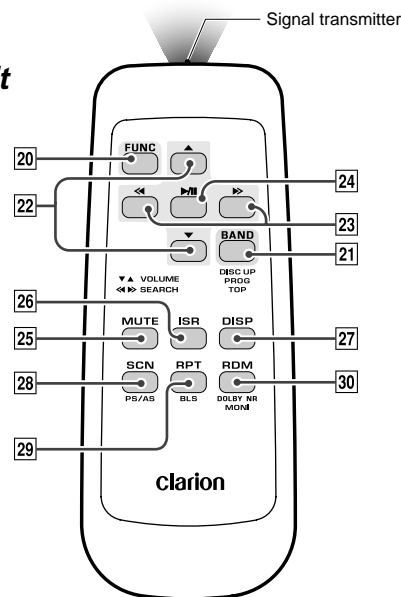 Signal transmitter
lt
FUNC
20
22
24
23
BAND
21
DISC UP
PROG
TOP
▼▲ VOLUME
◀◀ ▶▶ SEARCH
26
MUTE ISR DISP
25
27
SCN RPT RDM
28
30
PS/AS BLS DOLBY NR
MONI
29
clarion